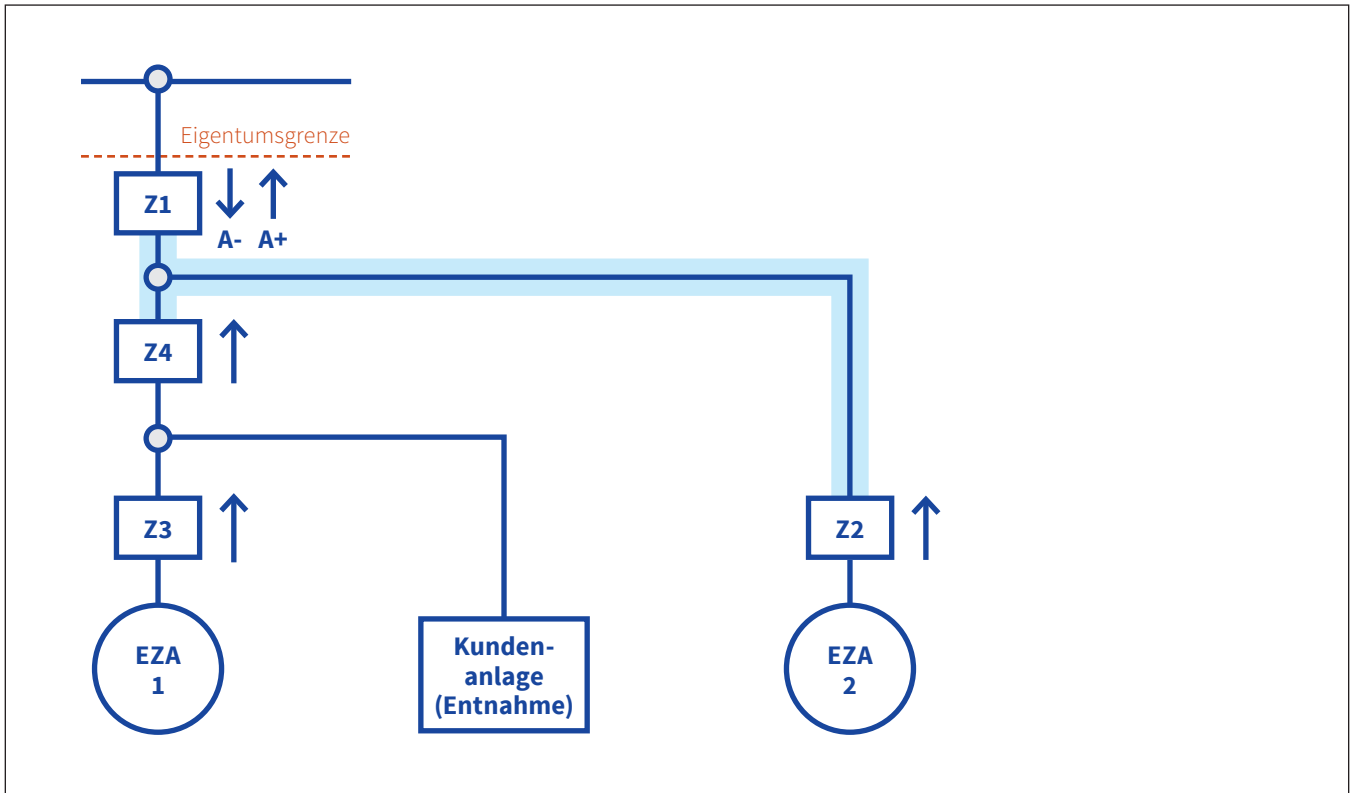 Eigentumsgrenze
Z1
A- A+
Z4
Z3
Z2
EZA
1
Kunden-
anlage
(Entnahme)
EZA
2